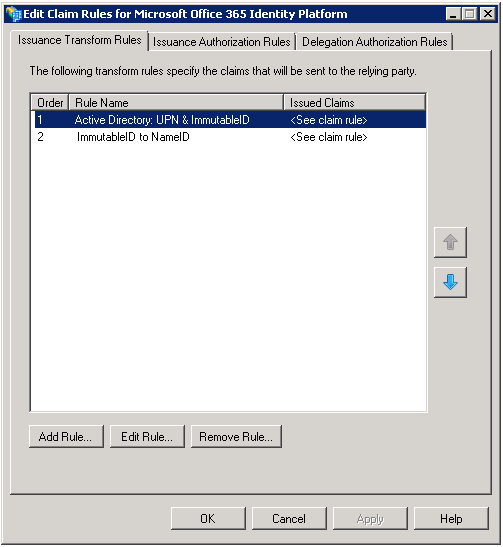 Edit Claim Rules for Microsoft Office 365 Identity Platform
Issuance Transform Rules Issuance Authorization Rules Delegation Authorization Rules
The following transform rules specify the claims that will be sent to the relying party.
Order Rule Name Issued Claims
1 Active Directory: UPN & ImmutableID <See claim rule>
2 ImmutableID to NameID <See claim rule>
Add Rule... Edit Rule... Remove Rule...
OK Cancel Apply Help